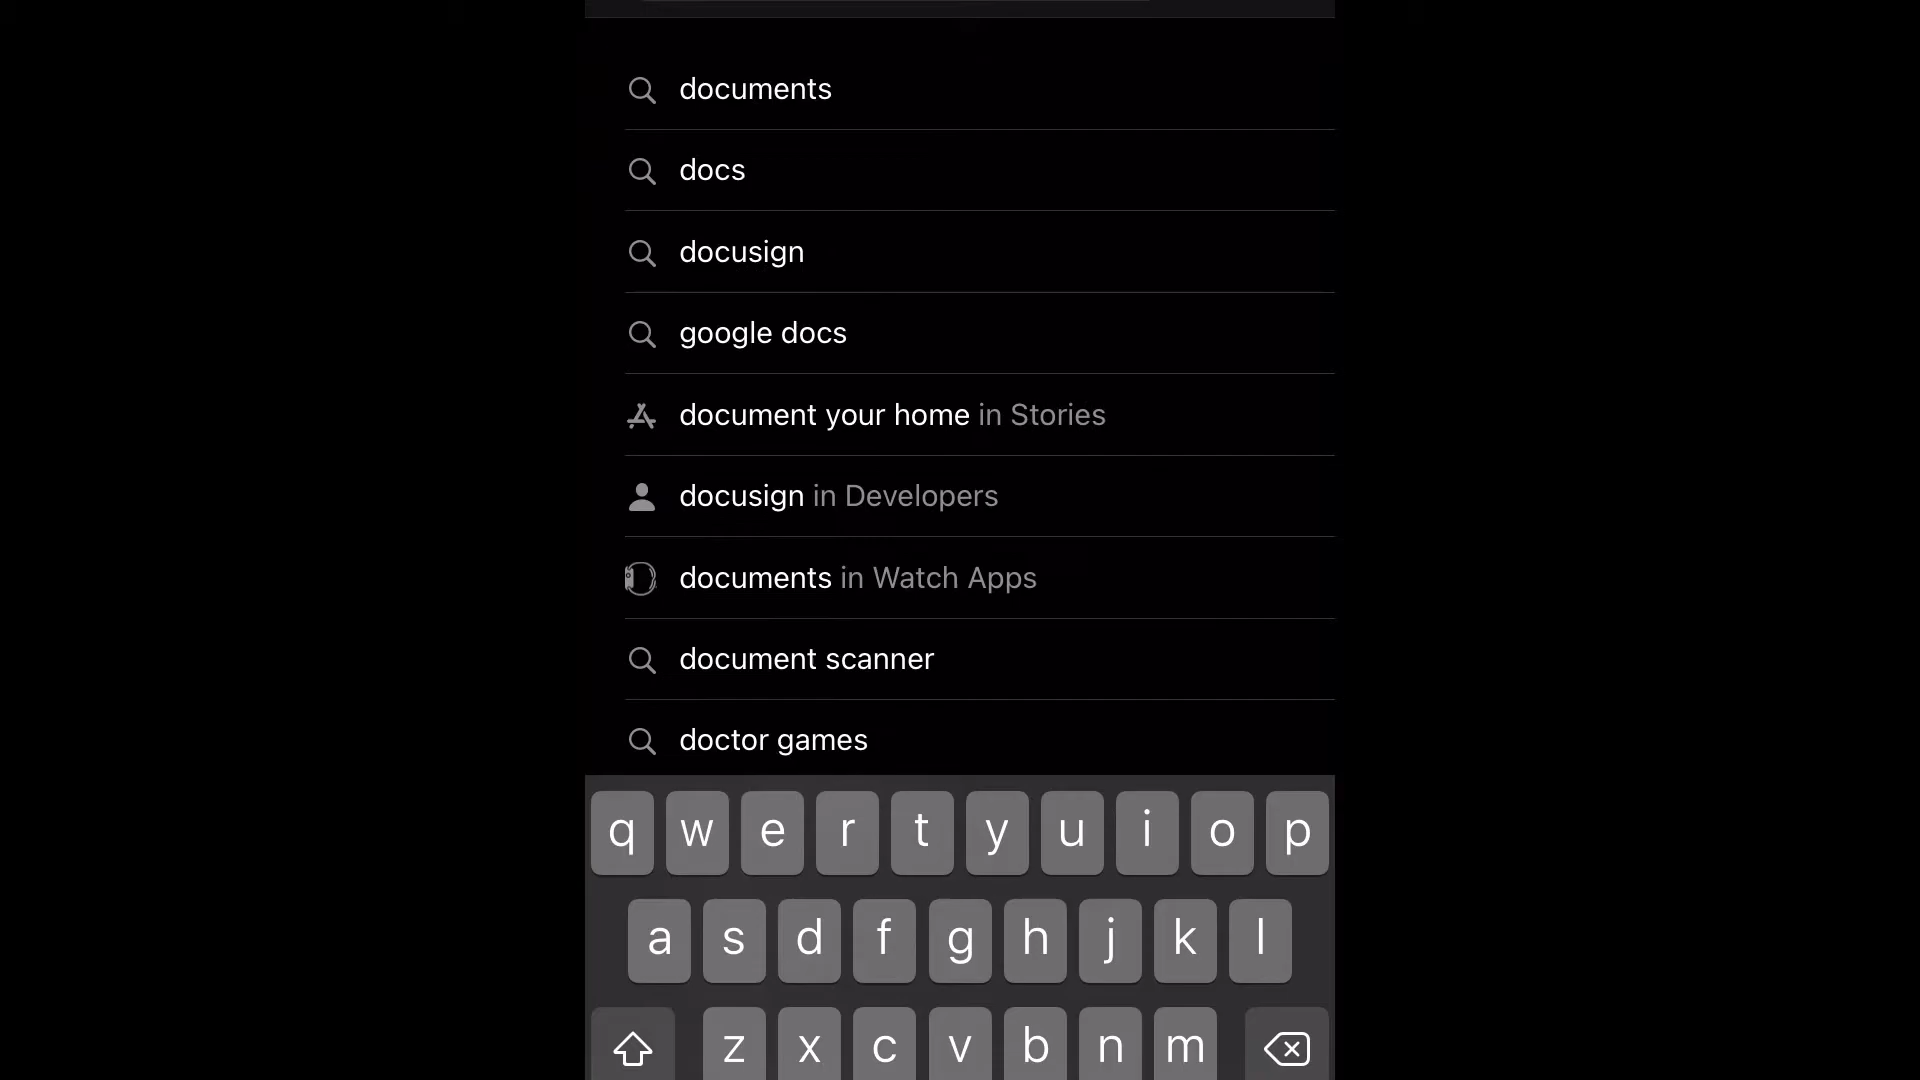 documents
docs
docusign
google docs
document your home in Stories
docusign in Developers
documents in Watch Apps
document scanner
doctor games
q w e r t y u i o p
a s d f g h j k l
z x c v b n m